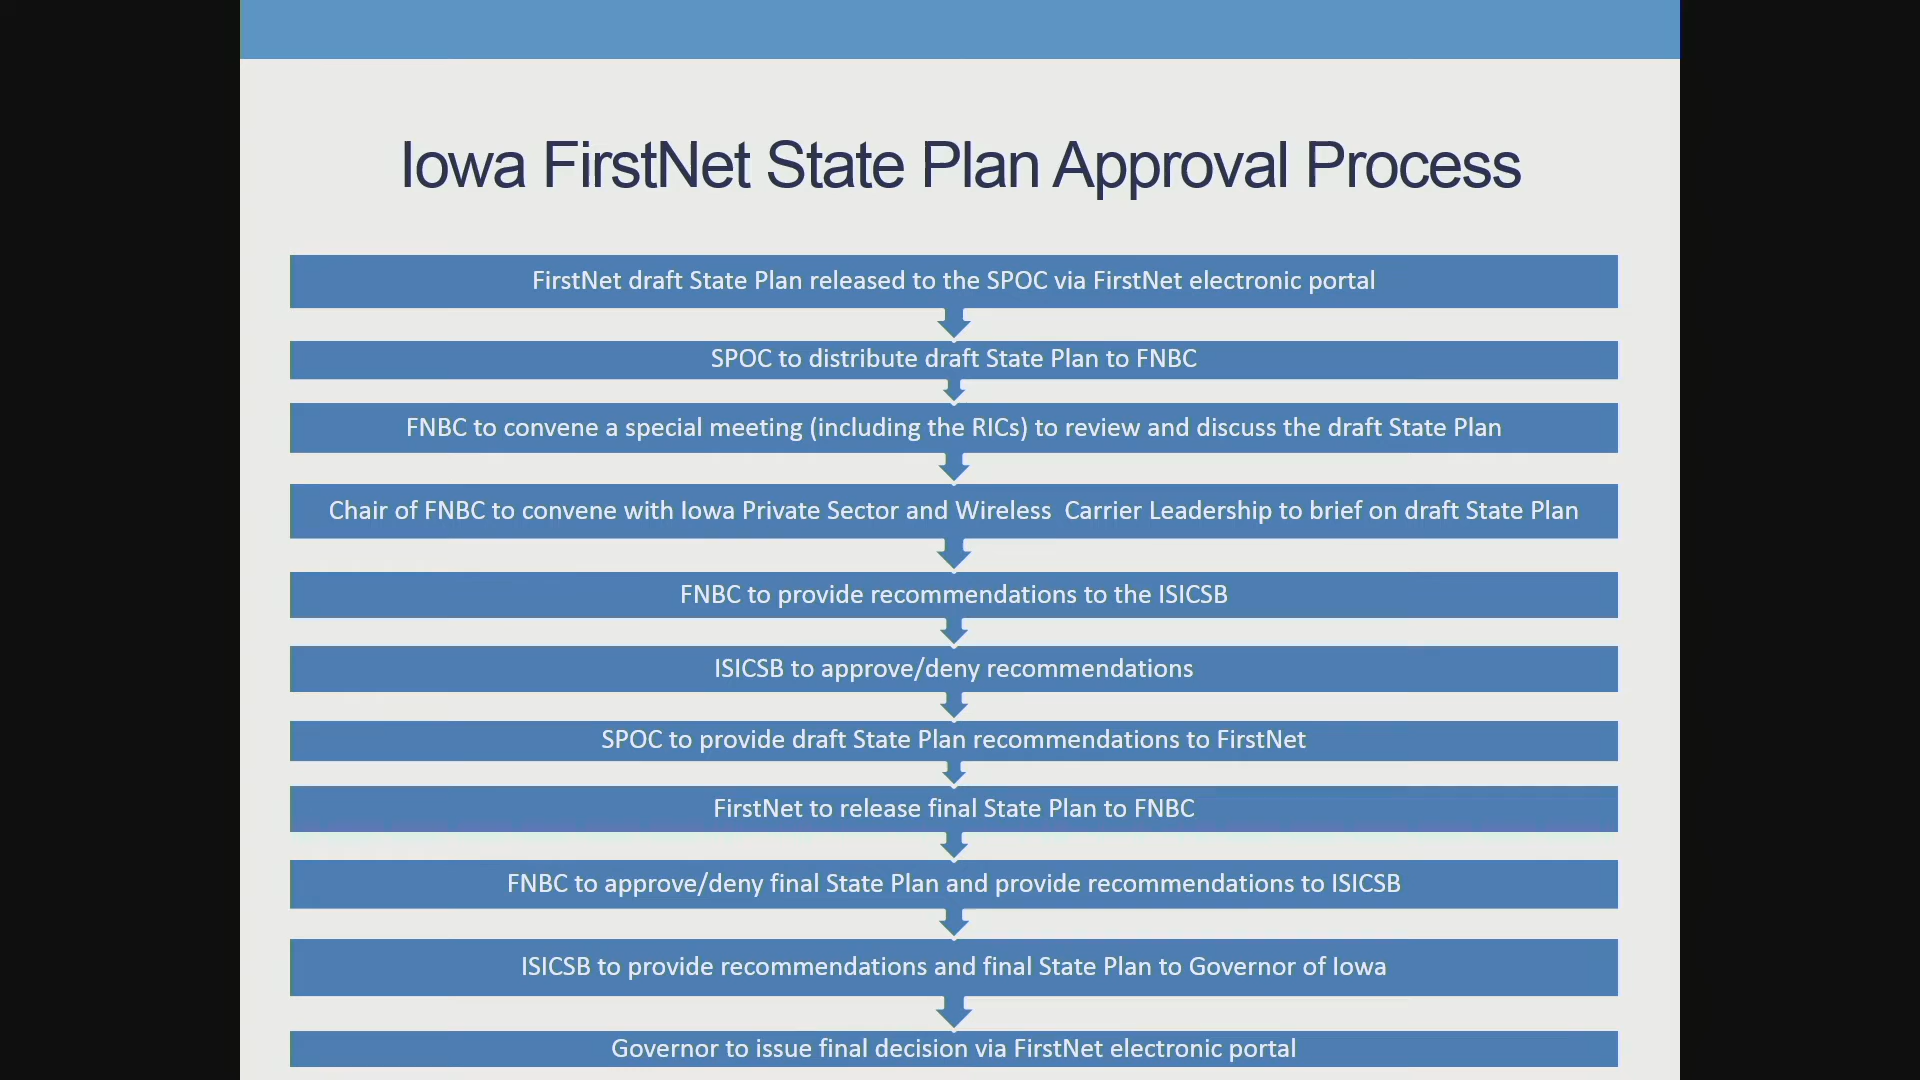 Iowa FirstNet State Plan Approval Process
FirstNet draft State Plan released to the SPOC via FirstNet electronic portal
SPOC to distribute draft State Plan to FNBC
FNBC to convene a special meeting (including the RICs) to review and discuss the draft State Plan
Chair of FNBC to convene with Iowa Private Sector and Wireless  Carrier Leadership to brief on draft State Plan
FNBC to provide recommendations to the ISICSB
ISICSB to approve/deny recommendations
SPOC to provide draft State Plan recommendations to FirstNet
FirstNet to release final State Plan to FNBC
FNBC to approve/deny final State Plan and provide recommendations to ISICSB
ISICSB to provide recommendations and final State Plan to Governor of Iowa
Governor to issue final decision via FirstNet electronic portal